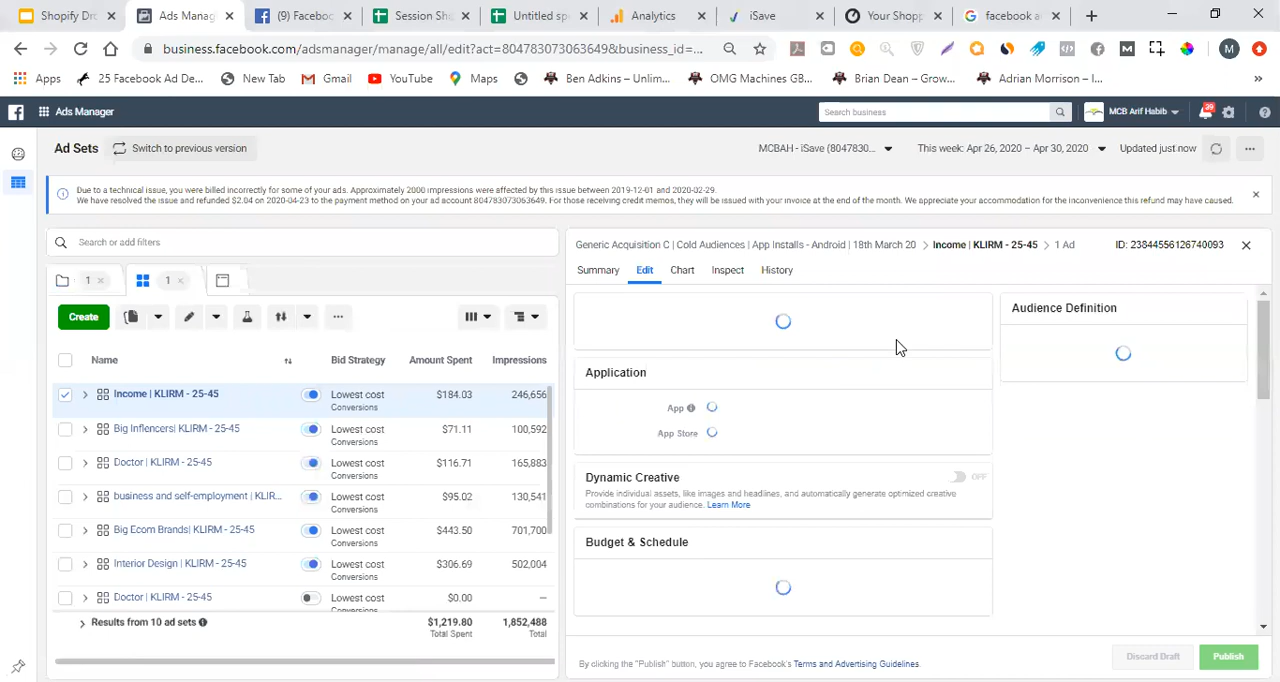 Shopify Dr
Ads Manag
(9) Faceboo
Session Sho
Untitled spe
Analytics
iSave
Your Shopp
facebook a
business.facebook.com/adsmanager/manage/all/edit?act=804783073063649&business_id=...
Apps
25 Facebook Ad De...
New Tab
Gmail
YouTube
Maps
Ben Adkins – Unlim...
OMG Machines GB...
Brian Dean – Grow...
Adrian Morrison – I...
»
Ads Manager
Search business
MCB Arif Habib
39
Ad Sets
Switch to previous version
MCBAH - iSave (8047830...
This week: Apr 26, 2020 – Apr 30, 2020
Updated just now
Due to a technical issue, you were billed incorrectly for some of your ads. Approximately 2000 impressions were affected by this issue between 2019-12-01 and 2020-02-29.
We have resolved the issue and refunded $2.04 on 2020-04-23 to the payment method on your ad account 804783073063649. For those receiving credit memos, they will be issued with your invoice at the end of the month. We appreciate your accommodation for the inconvenience this refund may have caused.
Search or add filters
1
1
Create
Name
Bid Strategy
Amount Spent
Impressions
Income | KLIRM - 25-45
Lowest cost
Conversions
$184.03
246,656
Big Inflencers| KLIRM - 25-45
Lowest cost
Conversions
$71.11
100,592
Doctor | KLIRM - 25-45
Lowest cost
Conversions
$116.71
165,883
business and self-employment | KLIR...
Lowest cost
Conversions
$95.02
130,541
Big Ecom Brands| KLIRM - 25-45
Lowest cost
Conversions
$443.50
701,700
Interior Design | KLIRM - 25-45
Lowest cost
Conversions
$306.69
502,004
Doctor | KLIRM - 25-45
Lowest cost
Conversions
$0.00
—
Results from 10 ad sets
$1,219.80
Total Spent
1,852,488
Total
Generic Acquisition C | Cold Audiences | App Installs - Android | 18th March 20
Income | KLIRM - 25-45
1 Ad
ID: 23844556126740093
Summary
Edit
Chart
Inspect
History
Application
App
App Store
Dynamic Creative
OFF
Provide individual assets, like images and headlines, and automatically generate optimized creative
combinations for your audience. Learn More
Budget & Schedule
Audience Definition
By clicking the "Publish" button, you agree to Facebook's Terms and Advertising Guidelines.
Discard Draft
Publish